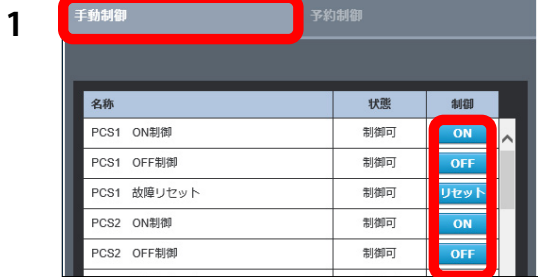 1
手動制御 予約制御
名称 状態 制御
PCS1 ON制御 制御可 ON
PCS1 OFF制御 制御可 OFF
PCS1 故障リセット 制御可 リセット
PCS2 ON制御 制御可 ON
PCS2 OFF制御 制御可 OFF